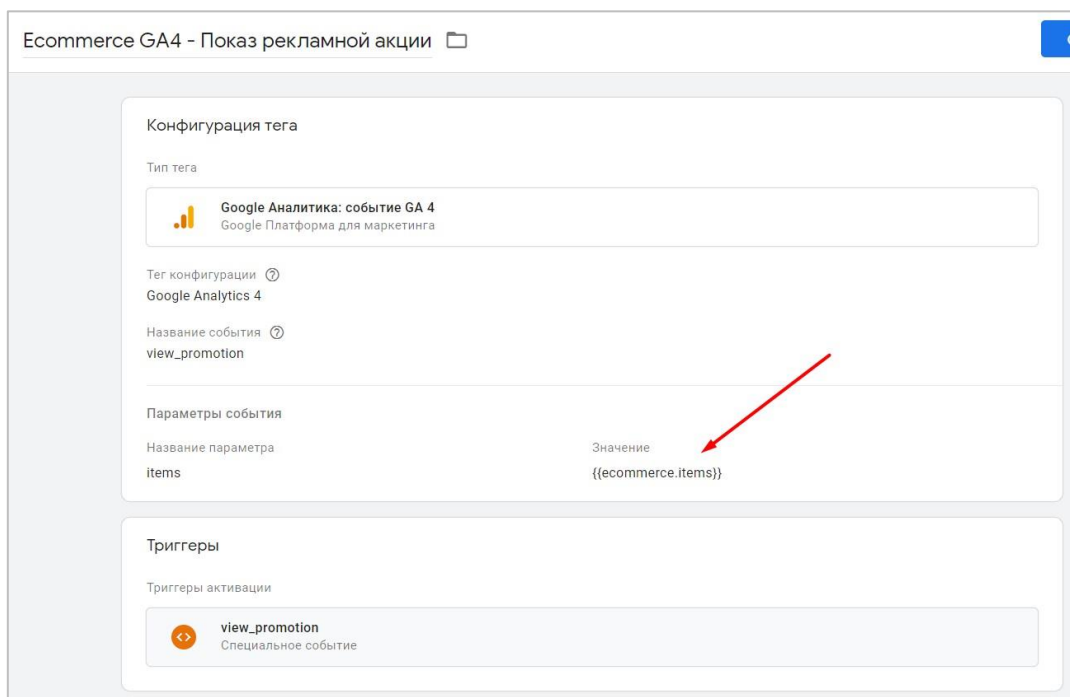 Ecommerce GA4 - Показ рекламной акции
Конфигурация тега
Тип тега
Google Аналитика: событие GA 4
Google Платформа для маркетинга
Тег конфигурации
Google Analytics 4
Название события
view_promotion
Параметры события
Название параметра Значение
items {{ecommerce.items}}
Триггеры
Триггеры активации
view_promotion
Специальное событие